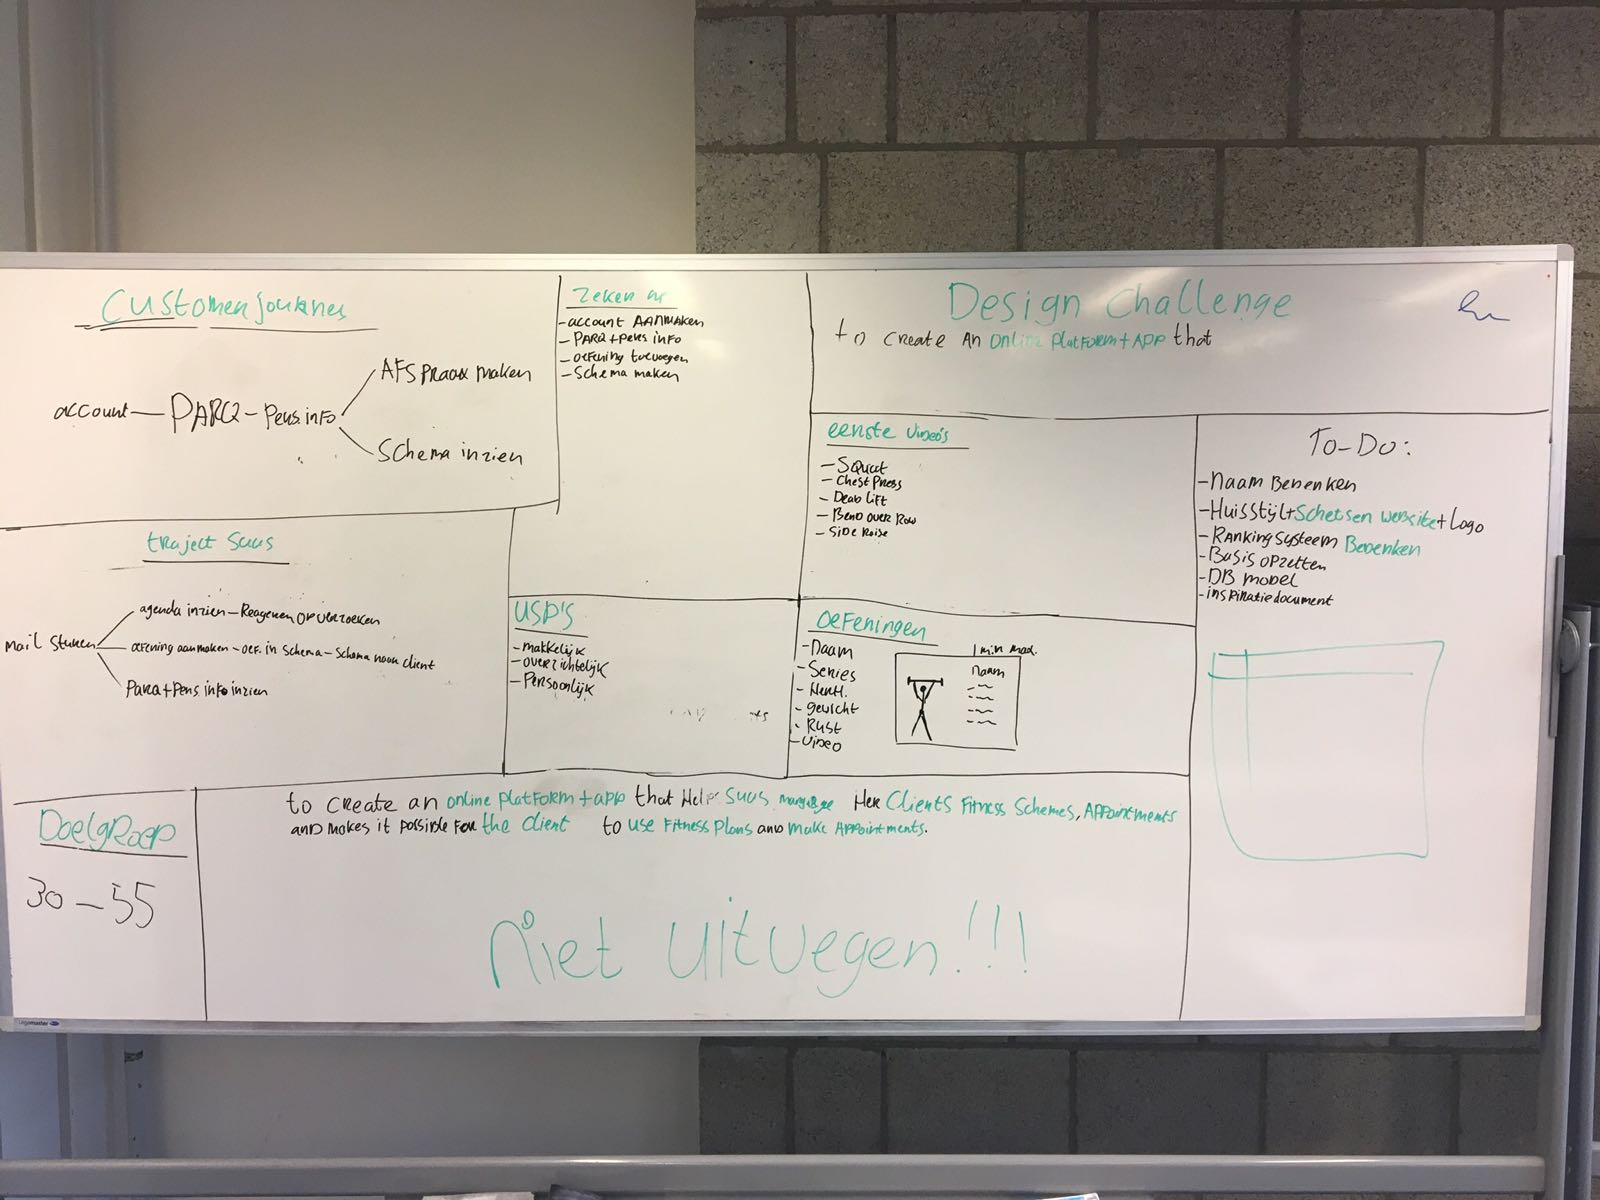 Customer journey
account — PARQ - Pers. info
AFSpraak maken
Schema inzien
Zeker in
- account AANMAKEN
- PARQ + pers info
- oefening toevoegen
- Schema maken
Design Challenge
to create An Online Platform + APP that
eerste video's
- Squat
- Chest Press
- Dead lift
- Bend over Row
- Side Raise
To-Do:
- Naam Bedenken
- Huisstijl + Schetsen website + Logo
- Ranking systeem Bedenken
- Basis opzetten
- DB model
- inspiratie document
traject Suus
Mail sturen
agenda inzien - Reageren op verzoeken
oefening aanmaken - oef. in Schema - Schema naar client
Parq + Pers. info inzien
USP'S
- makkelijk
- overzichtelijk
- Persoonlijk
Oefeningen
- Naam
- Series
- Herh.
- gewicht
- Rust
- Video
1 min max.
naam
Doelgroep
30 - 55
to create an online platform + app that Helps Suus manage Her Clients Fitness Schemes, Appointments
and makes it possible for the client to use Fitness plans and make Appointments.
Niet uitvegen!!!
Legamaster